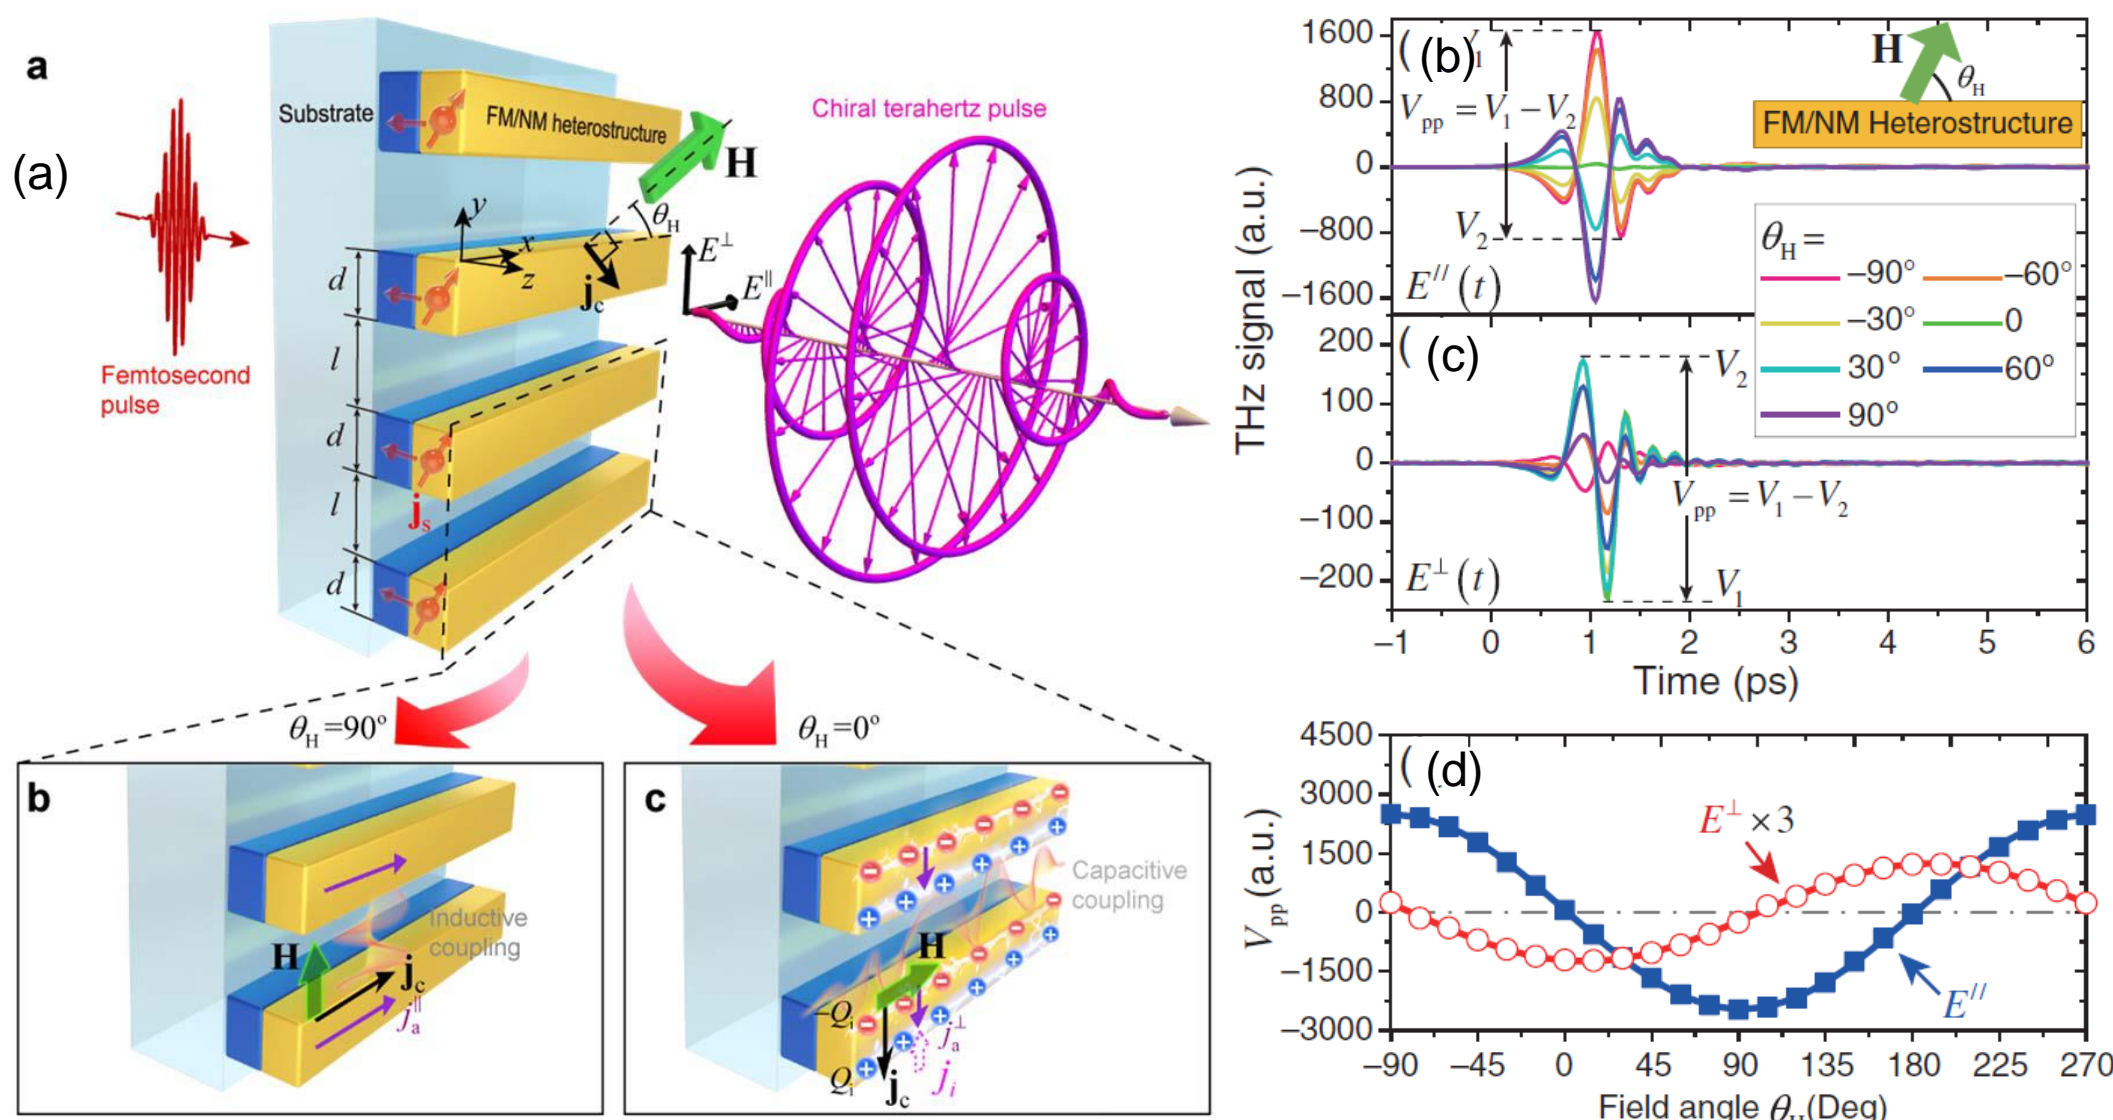 (a)
a
Substrate
FM/NM heterostructure
H
θH
y
x
z
jc
d
l
d
l
d
js
Femtosecond
pulse
Chiral terahertz pulse
E⊥
E∥
θH=90°
θH=0°
b
Inductive
coupling
H
jc
ja∥
c
Capacitive
coupling
H
−Qi
Qi
ja⊥
ji
jc
(b)
V1
Vpp = V1 − V2
V2
E//(t)
H
θH
FM/NM Heterostructure
1600
800
0
−800
−1600
θH =
−90° −60°
−30° 0
30° 60°
90°
THz signal (a.u.)
(c)
200
100
0
−100
−200
V2
Vpp = V1 − V2
V1
E⊥(t)
−1 0 1 2 3 4 5 6
Time (ps)
(d)
4500
3000
1500
0
−1500
−3000
Vpp (a.u.)
E⊥ × 3
E//
−90 −45 0 45 90 135 180 225 270
Field angle θH(Deg)